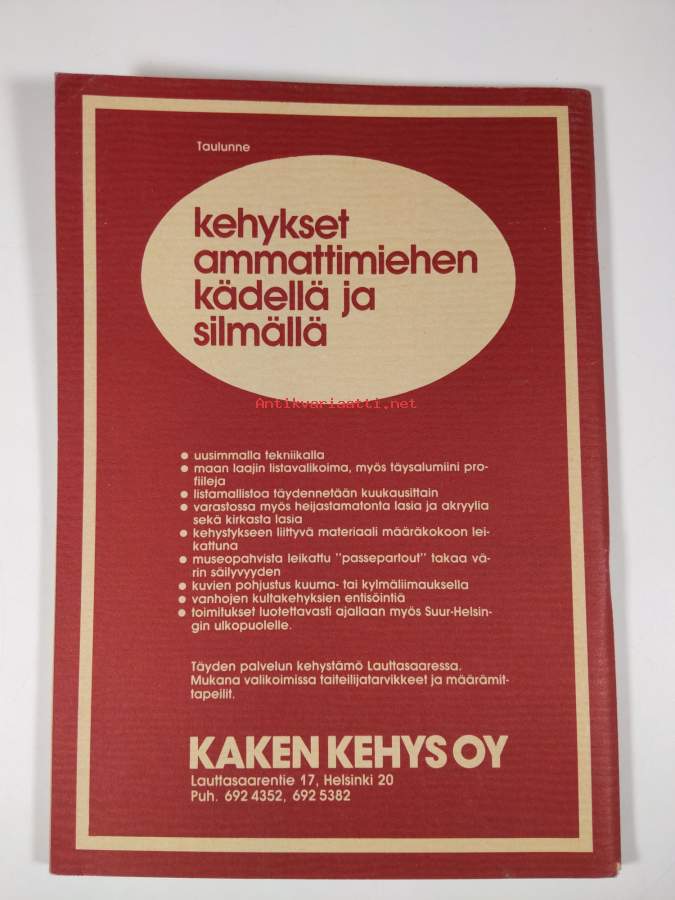 Taulunne
kehykset
ammattimiehen
kädellä ja
silmällä
Antikvariaatti.net
● uusimmalla tekniikalla
● maan laajin listavalikoima, myös täysalumiini pro-
fiileja
● listamallistoa täydennetään kuukausittain
● varastossa myös heijastamatonta lasia ja akryylia
sekä kirkasta lasia
● kehystykseen liittyvä materiaali määräkokoon lei-
kattuna
● museopahvista leikattu "passepartout" takaa vä-
rin säilyvyyden
● kuvien pohjustus kuuma- tai kylmäliimauksella
● vanhojen kultakehyksien entisöintiä
● toimitukset luotettavasti ajallaan myös Suur-Helsin-
gin ulkopuolelle.
Täyden palvelun kehystämö Lauttasaaressa.
Mukana valikoimissa taiteilijatarvikkeet ja määrämit-
tapeilit.
KAKEN KEHYS OY
Lauttasaarentie 17, Helsinki 20
Puh. 692 4352, 692 5382